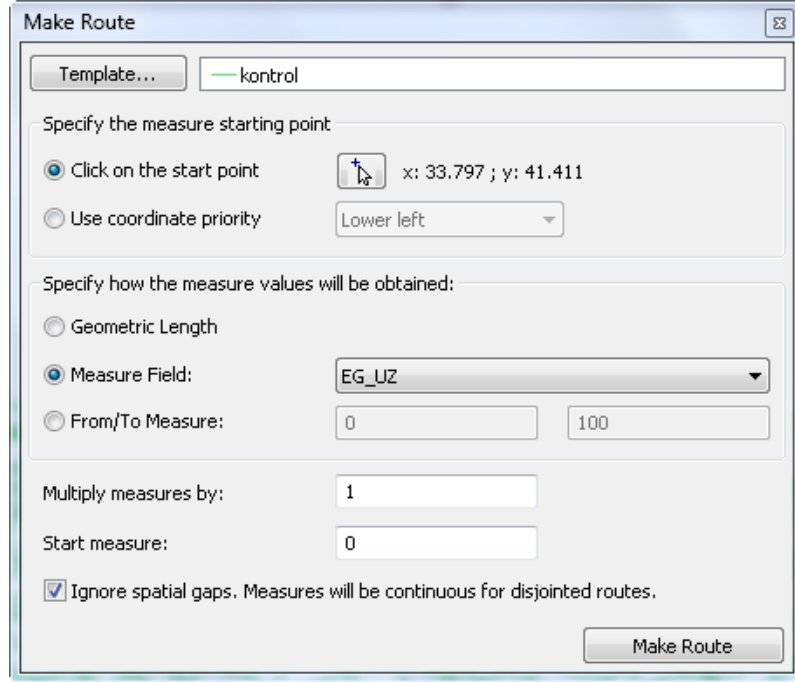 Make Route
Template... kontrol
Specify the measure starting point
Click on the start point x: 33.797 ; y: 41.411
Use coordinate priority Lower left
Specify how the measure values will be obtained:
Geometric Length
Measure Field: EG_UZ
From/To Measure: 0 100
Multiply measures by: 1
Start measure: 0
Ignore spatial gaps. Measures will be continuous for disjointed routes.
Make Route